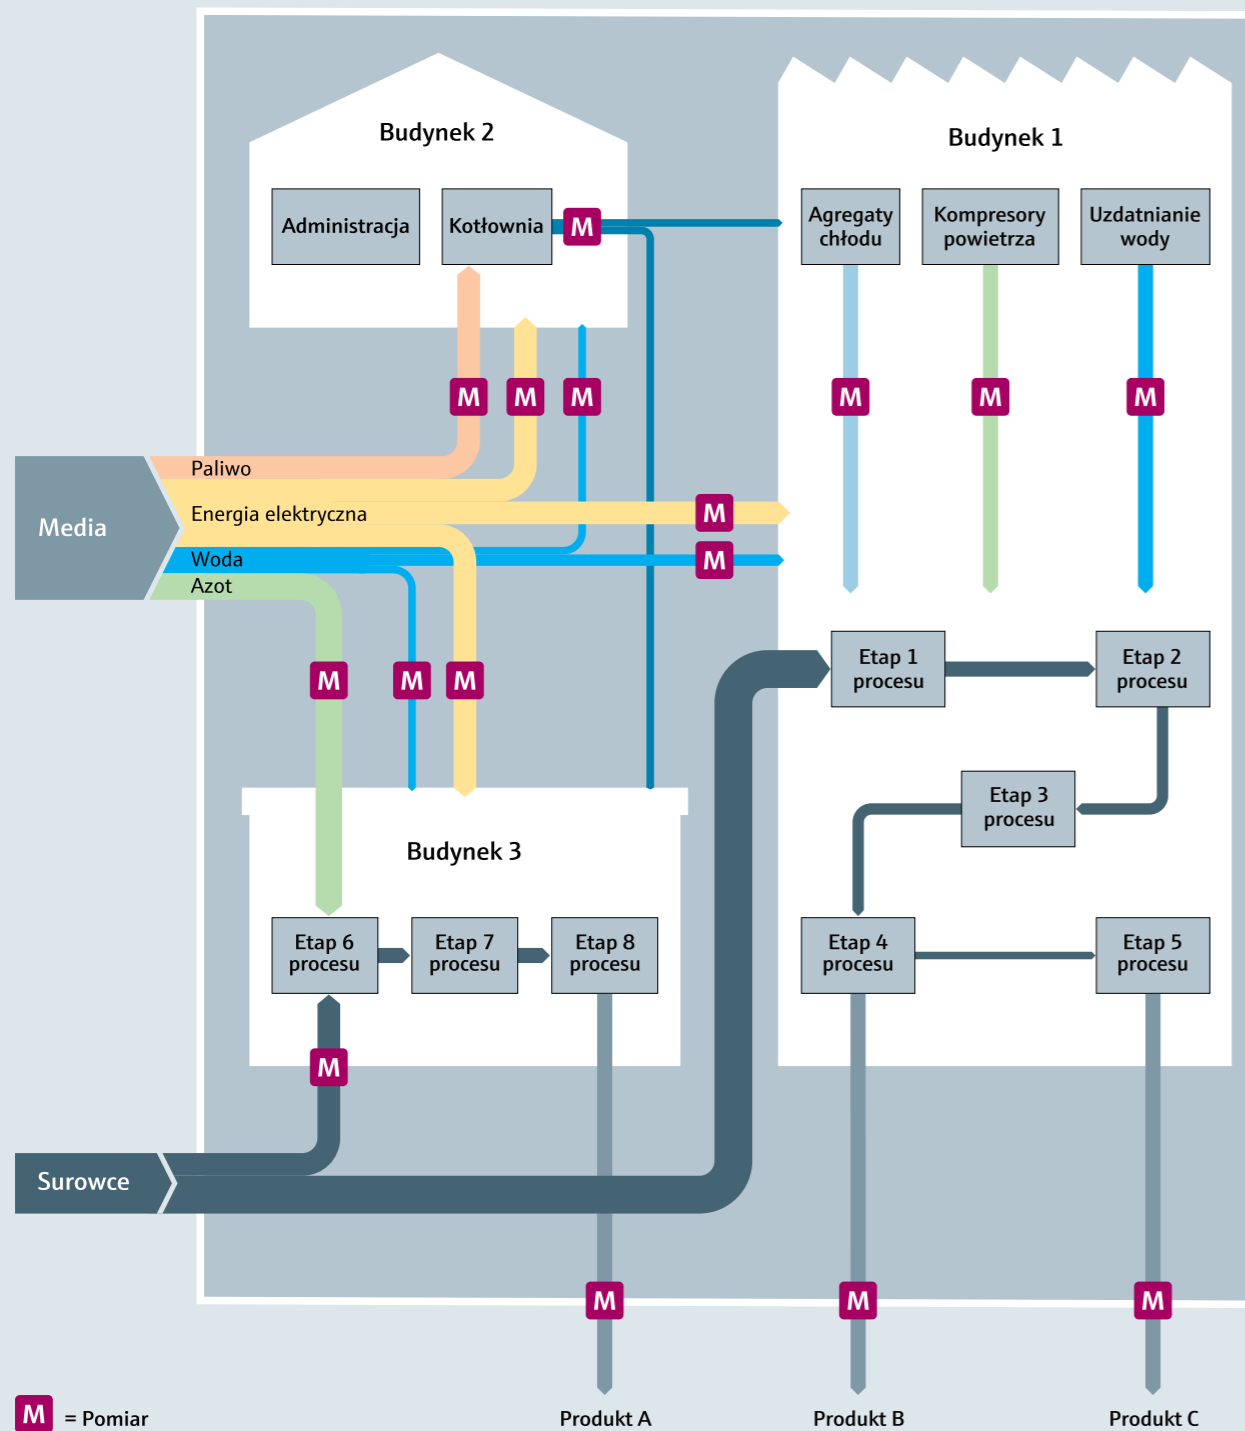 Budynek 2
Budynek 1
Administracja
Kotłownia
M
Agregaty
chłodu
Kompresory
powietrza
Uzdatnianie
wody
M
M
M
M
M
M
Paliwo
Media
Energia elektryczna
M
Woda
M
Azot
M
M
M
Etap 1
procesu
Etap 2
procesu
Etap 3
procesu
Budynek 3
Etap 6
procesu
Etap 7
procesu
Etap 8
procesu
Etap 4
procesu
Etap 5
procesu
M
Surowce
M
M
M
M = Pomiar
Produkt A
Produkt B
Produkt C